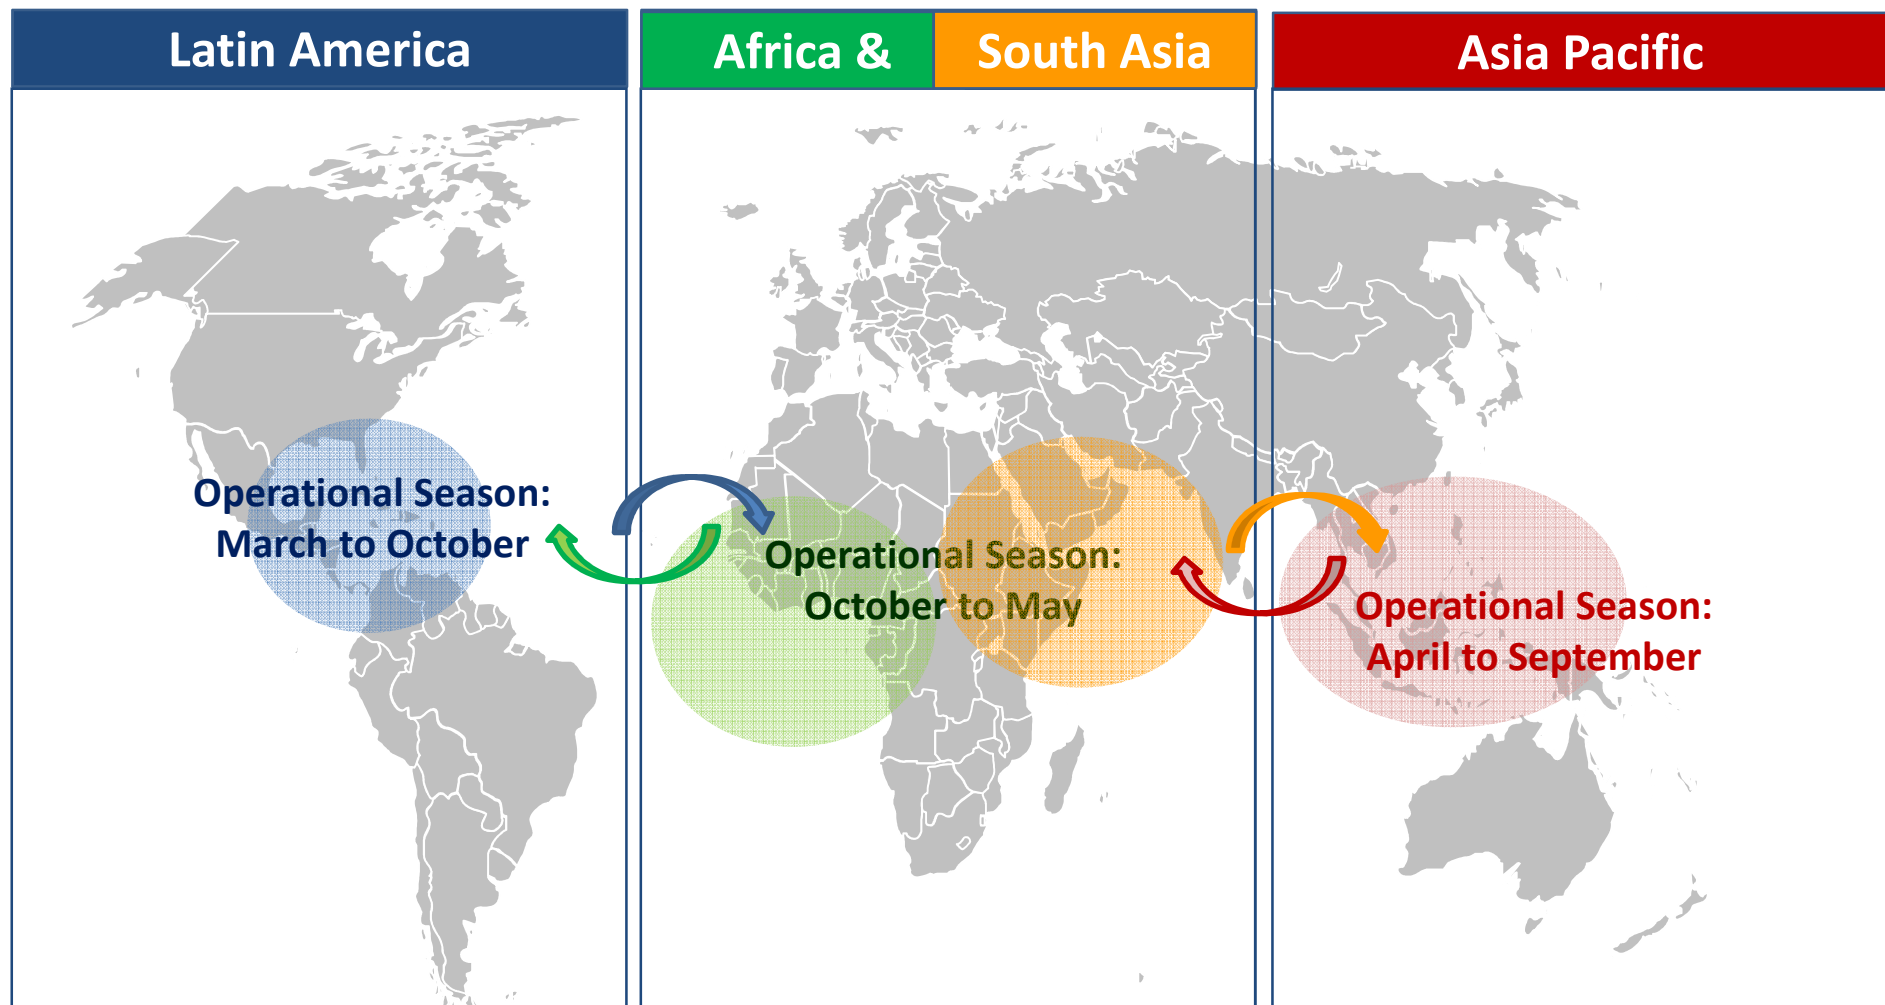 Latin America
Africa &
South Asia
Asia Pacific
Operational Season:
March to October
Operational Season:
October to May
Operational Season:
April to September